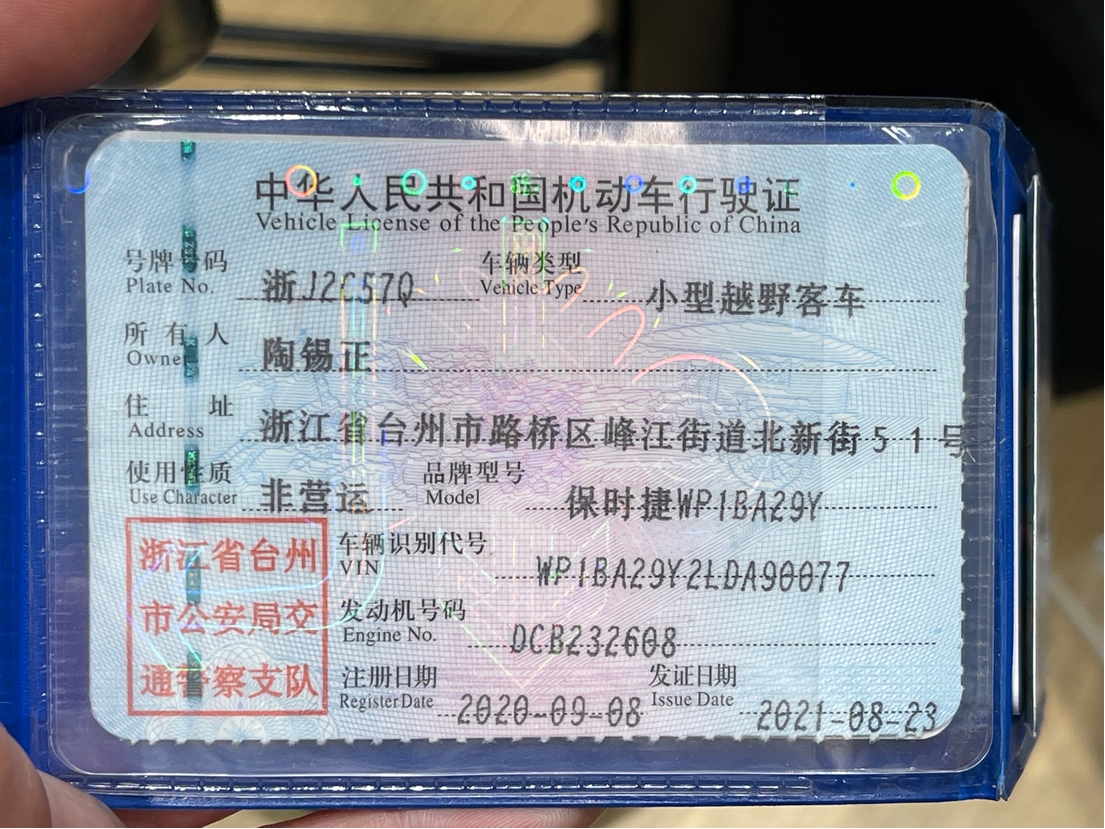 中华人民共和国机动车行驶证
Vehicle License of the People's Republic of China
号牌号码 车辆类型
Plate No. 浙 Vehicle Type 小型越野客车
所有人 陶锡正
Owner
住址 浙江省台州市路桥区峰江街道北新街51号
Address
使用性质 非营运 品牌型号 保时捷WP1BA29Y
Use Character Model
浙江省台州
市公安局交
通警察支队
车辆识别代号 WP1BA29Y2LDA90077
VIN
发动机号码 DCB232608
Engine No.
注册日期 2020-09-08 发证日期 2021-08-23
Register Date Issue Date